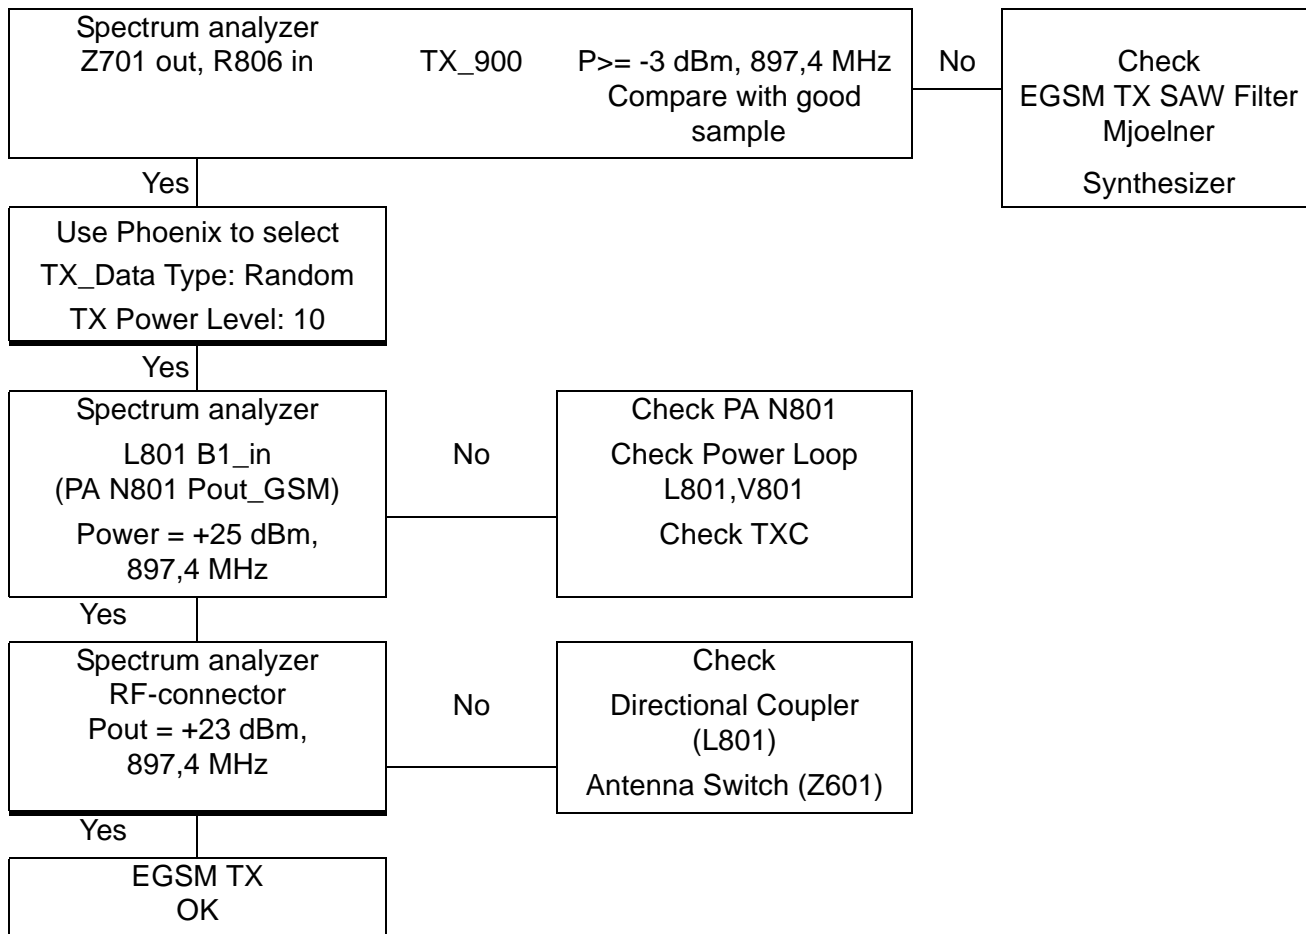 Spectrum analyzer
Z701 out, R806 in TX_900 P>= -3 dBm, 897,4 MHz
Compare with good
sample
No
Check
EGSM TX SAW Filter
Mjoelner
Synthesizer
Yes
Use Phoenix to select
TX_Data Type: Random
TX Power Level: 10
Yes
Spectrum analyzer
L801 B1_in
(PA N801 Pout_GSM)
Power = +25 dBm,
897,4 MHz
No
Check PA N801
Check Power Loop
L801,V801
Check TXC
Yes
Spectrum analyzer
RF-connector
Pout = +23 dBm,
897,4 MHz
No
Check
Directional Coupler
(L801)
Antenna Switch (Z601)
Yes
EGSM TX
OK